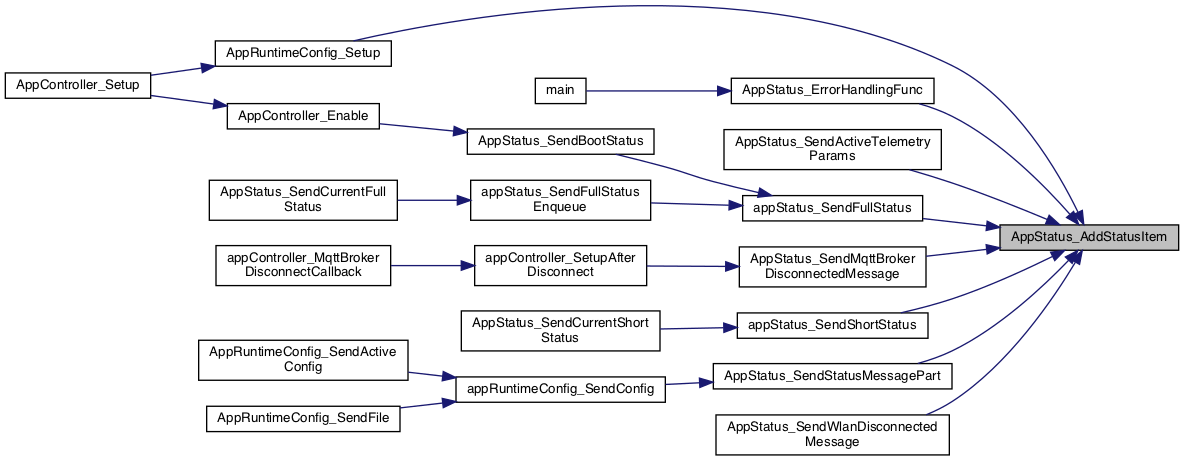 AppRuntimeConfig_Setup
AppController_Setup
main
AppStatus_ErrorHandlingFunc
AppController_Enable
AppStatus_SendBootStatus
AppStatus_SendActiveTelemetry
Params
AppStatus_SendCurrentFull
Status
appStatus_SendFullStatus
Enqueue
appStatus_SendFullStatus
AppStatus_AddStatusItem
appController_MqttBroker
DisconnectCallback
appController_SetupAfter
Disconnect
AppStatus_SendMqttBroker
DisconnectedMessage
AppStatus_SendCurrentShort
Status
appStatus_SendShortStatus
AppRuntimeConfig_SendActive
Config
appRuntimeConfig_SendConfig
AppStatus_SendStatusMessagePart
AppRuntimeConfig_SendFile
AppStatus_SendWlanDisconnected
Message